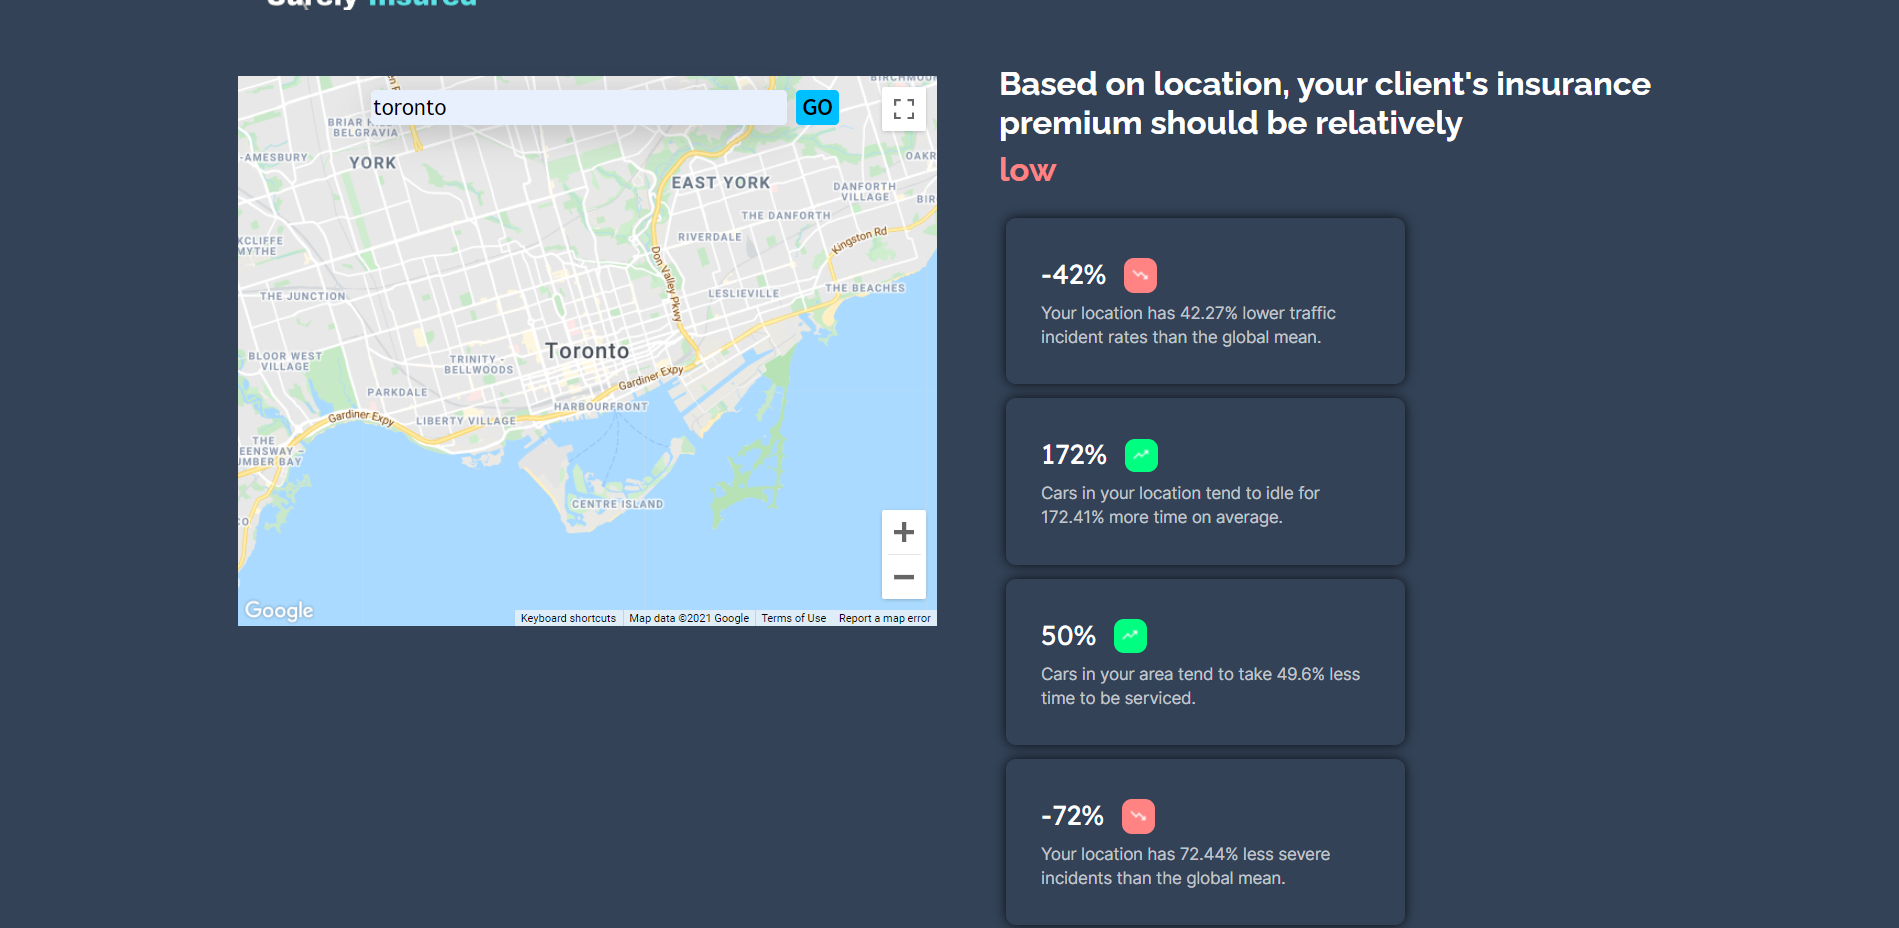 Surely Insured
toronto
GO
BIRCHMOU
BRIAR HI
BELGRAVIA
-AMESBURY
YORK
OAKR
EAST YORK
DANFORTH
VILLAGE
BIR
THE DANFORTH
RIVERDALE
Kingston Rd
Don Valley Pkwy
THE JUNCTION
LESLIEVILLE
THE BEACHES
BLOOR WEST
VILLAGE
TRINITY -
BELLWOODS
Toronto
PARKDALE
Gardiner Expy
HARBOURFRONT
Gardiner Expy
LIBERTY VILLAGE
THE
EENSWAY –
UMBER BAY
CENTRE ISLAND
CO
Google
Keyboard shortcuts
Map data ©2021 Google
Terms of Use
Report a map error
Based on location, your client's insurance
premium should be relatively
low
-42%
Your location has 42.27% lower traffic
incident rates than the global mean.
172%
Cars in your location tend to idle for
172.41% more time on average.
50%
Cars in your area tend to take 49.6% less
time to be serviced.
-72%
Your location has 72.44% less severe
incidents than the global mean.